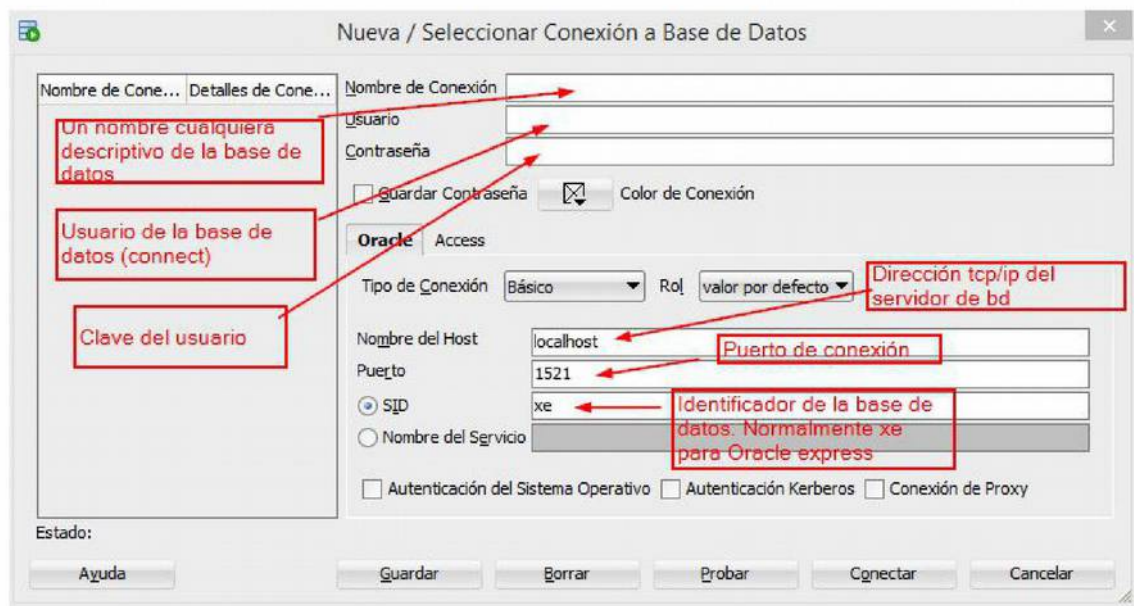 Nueva / Seleccionar Conexión a Base de Datos
Nombre de Cone... Detalles de Cone...
Un nombre cualquiera
descriptivo de la base de
datos
Usuario de la base de
datos (connect)
Clave del usuario
Nombre de Conexión
Usuario
Contraseña
Guardar Contraseña
Color de Conexión
Oracle Access
Tipo de Conexión Básico Rol valor por defecto
Dirección tcp/ip del
servidor de bd
Nombre del Host localhost
Puerto de conexión
Puerto 1521
SID xe
Identificador de la base de
datos. Normalmente xe
para Oracle express
Nombre del Servicio
Autenticación del Sistema Operativo Autenticación Kerberos Conexión de Proxy
Estado:
Ayuda Guardar Borrar Probar Conectar Cancelar